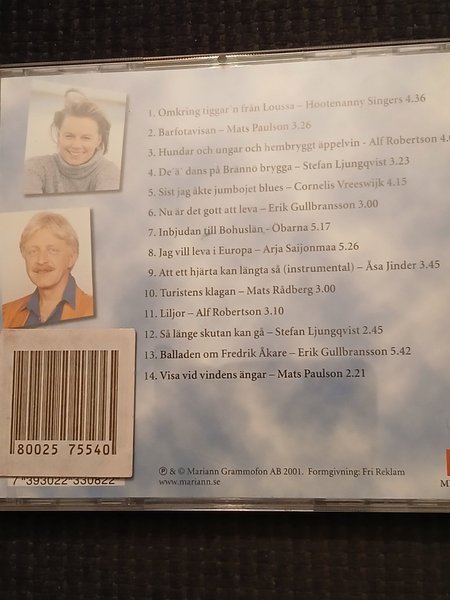 1. Omkring tiggar'n från Loussa – Hootenanny Singers 4.36
2. Barfotavisan – Mats Paulson 3.26
3. Hundar och ungar och hembryggt äppelvin - Alf Robertson
4. De´ä´ dans på Brännö brygga – Stefan Ljungqvist 3.23
5. Sist jag åkte jumbojet blues – Cornelis Vreeswijk 4.15
6. Nu är det gott att leva – Erik Gullbransson 3.00
7. Inbjudan till Bohuslän - Öbarna 5.17
8. Jag vill leva i Europa – Arja Saijonmaa 5.26
9. Att ett hjärta kan längta så (instrumental) – Åsa Jinder 3.45
10. Turistens klagan – Mats Rådberg 3.00
11. Liljor – Alf Robertson 3.10
12. Så länge skutan kan gå – Stefan Ljungqvist 2.45
13. Balladen om Fredrik Åkare – Erik Gullbransson 5.42
14. Visa vid vindens ängar – Mats Paulson 2.21
80025 75540
7 393022 330822
℗ & © Mariann Grammofon AB 2001. Formgivning: Fri Reklam
www.mariann.se